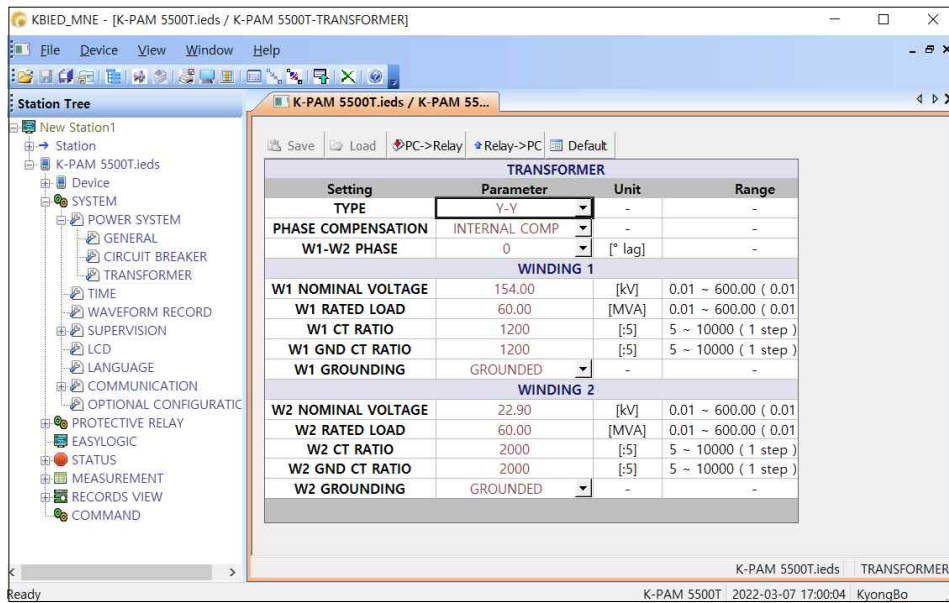 KBIED_MNE - [K-PAM 5500T.ieds / K-PAM 5500T-TRANSFORMER]
File Device View Window Help
Station Tree
K-PAM 5500T.ieds / K-PAM 55...
New Station1
Station
K-PAM 5500T.ieds
Device
SYSTEM
POWER SYSTEM
GENERAL
CIRCUIT BREAKER
TRANSFORMER
TIME
WAVEFORM RECORD
SUPERVISION
LCD
LANGUAGE
COMMUNICATION
OPTIONAL CONFIGURATIC
PROTECTIVE RELAY
EASYLOGIC
STATUS
MEASUREMENT
RECORDS VIEW
COMMAND
Save Load PC->Relay Relay->PC Default
TRANSFORMER
Setting Parameter Unit Range
TYPE Y-Y - -
PHASE COMPENSATION INTERNAL COMP - -
W1-W2 PHASE 0 [° lag] -
WINDING 1
W1 NOMINAL VOLTAGE 154.00 [kV] 0.01 ~ 600.00 ( 0.01
W1 RATED LOAD 60.00 [MVA] 0.01 ~ 600.00 ( 0.01
W1 CT RATIO 1200 [:5] 5 ~ 10000 ( 1 step )
W1 GND CT RATIO 1200 [:5] 5 ~ 10000 ( 1 step )
W1 GROUNDING GROUNDED - -
WINDING 2
W2 NOMINAL VOLTAGE 22.90 [kV] 0.01 ~ 600.00 ( 0.01
W2 RATED LOAD 60.00 [MVA] 0.01 ~ 600.00 ( 0.01
W2 CT RATIO 2000 [:5] 5 ~ 10000 ( 1 step )
W2 GND CT RATIO 2000 [:5] 5 ~ 10000 ( 1 step )
W2 GROUNDING GROUNDED - -
K-PAM 5500T.ieds TRANSFORMER
Ready K-PAM 5500T 2022-03-07 17:00:04 KyongBo